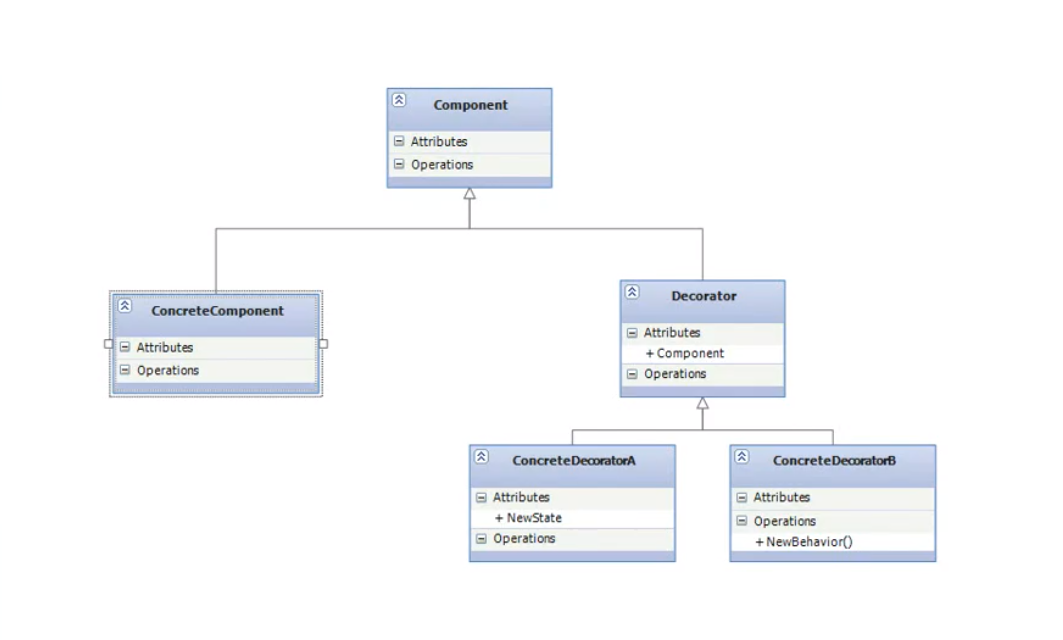 Component
Attributes
Operations
ConcreteComponent
Attributes
Operations
Decorator
Attributes
+ Component
Operations
ConcreteDecoratorA
Attributes
+ NewState
Operations
ConcreteDecoratorB
Attributes
Operations
+ NewBehavior()